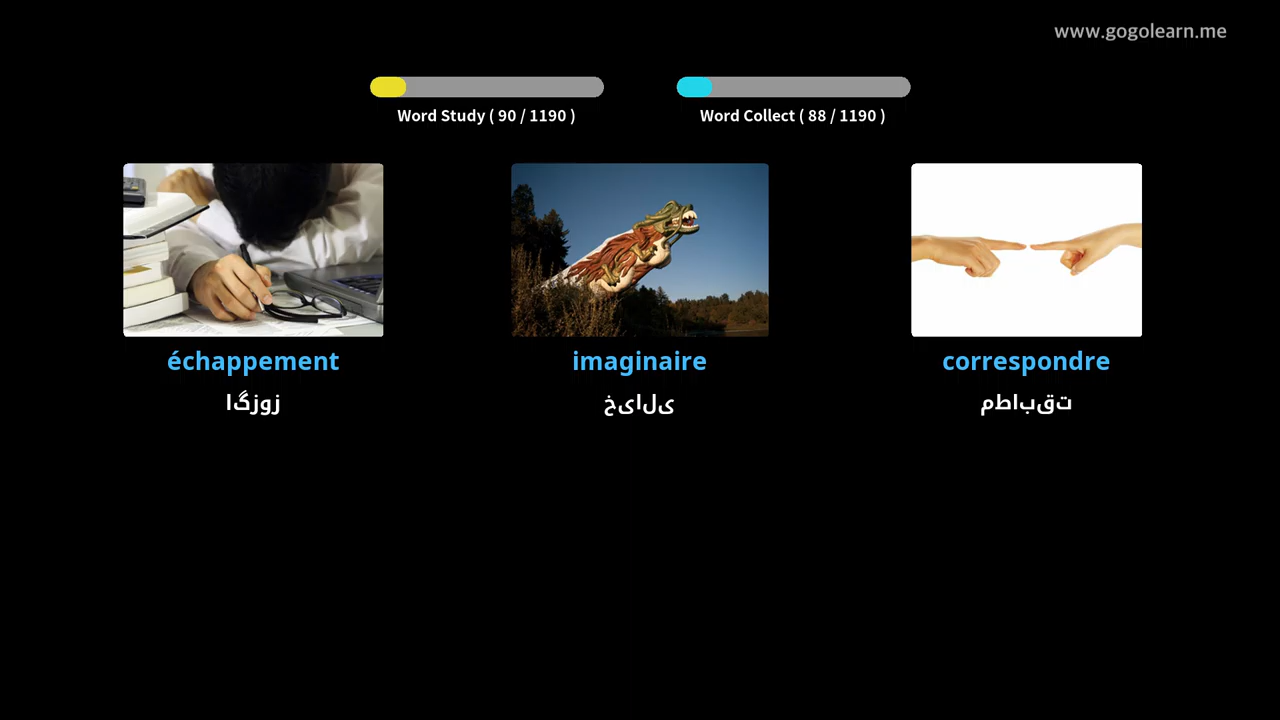 www.gogolearn.me
Word Study ( 90 / 1190 )
Word Collect ( 88 / 1190 )
échappement
imaginaire
correspondre
زوزگا
یلایخ
تقباطم